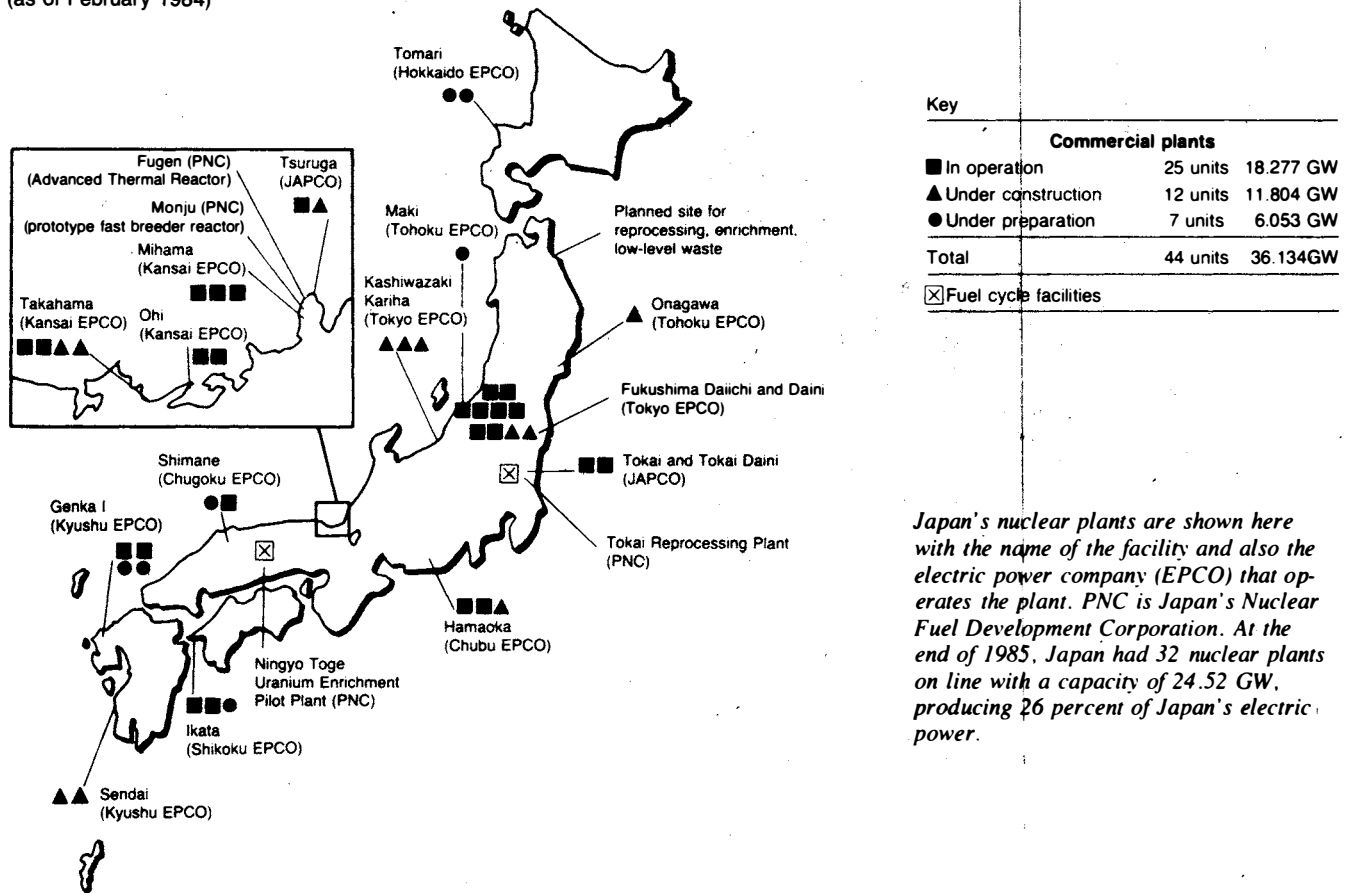 (as of February 1984)
Tomari
(Hokkaido EPCO)
Fugen (PNC)
(Advanced Thermal Reactor)
Tsuruga
(JAPCO)
Monju (PNC)
(prototype fast breeder reactor)
Mihama
(Kansai EPCO)
Takahama
(Kansai EPCO)
Ohi
(Kansai EPCO)
Maki
(Tohoku EPCO)
Kashiwazaki
Kariha
(Tokyo EPCO)
Planned site for
reprocessing, enrichment,
low-level waste
Onagawa
(Tohoku EPCO)
Fukushima Daiichi and Daini
(Tokyo EPCO)
Tokai and Tokai Daini
(JAPCO)
Tokai Reprocessing Plant
(PNC)
Shimane
(Chugoku EPCO)
Genka I
(Kyushu EPCO)
Hamaoka
(Chubu EPCO)
Ningyo Toge
Uranium Enrichment
Pilot Plant (PNC)
Ikata
(Shikoku EPCO)
Sendai
(Kyushu EPCO)
Key
Commercial plants
■ In operation 25 units 18.277 GW
▲ Under construction 12 units 11.804 GW
● Under preparation 7 units 6.053 GW
Total 44 units 36.134GW
☒ Fuel cycle facilities
Japan's nuclear plants are shown here
with the name of the facility and also the
electric power company (EPCO) that op-
erates the plant. PNC is Japan's Nuclear
Fuel Development Corporation. At the
end of 1985, Japan had 32 nuclear plants
on line with a capacity of 24.52 GW,
producing 26 percent of Japan's electric
power.